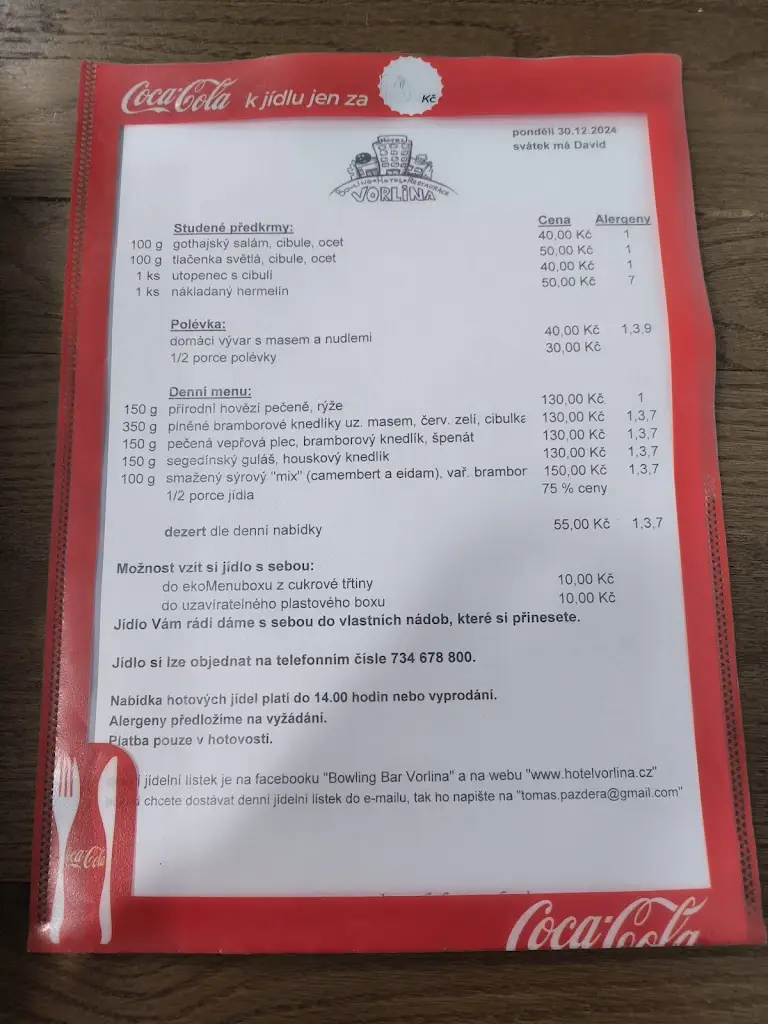 Coca-Cola k jídlu jen za Kč
pondělí 30.12.2024
svátek má David
HOTEL
BOWLING•HOTEL•RESTAURACE
VORLINA
Cena Alergeny
Studené předkrmy:
100 g gothajský salám, cibule, ocet 40,00 Kč 1
100 g tlačenka světlá, cibule, ocet 50,00 Kč 1
1 ks utopenec s cibulí 40,00 Kč 1
1 ks nakládaný hermelín 50,00 Kč 7
Polévka:
domácí vývar s masem a nudlemi 40,00 Kč 1,3,9
1/2 porce polévky 30,00 Kč
Denní menu:
150 g přírodní hovězí pečeně, rýže 130,00 Kč 1
350 g plněné bramborové knedlíky uz. masem, červ. zelí, cibulka 130,00 Kč 1,3,7
150 g pečená vepřová plec, bramborový knedlík, špenát 130,00 Kč 1,3,7
150 g segedínský guláš, houskový knedlík 130,00 Kč 1,3,7
100 g smažený sýrový "mix" (camembert a eidam), vař. brambor 150,00 Kč 1,3,7
1/2 porce jídla 75 % ceny
dezert dle denní nabídky 55,00 Kč 1,3,7
Možnost vzít si jídlo s sebou:
do ekoMenuboxu z cukrové třtiny 10,00 Kč
do uzavíratelného plastového boxu 10,00 Kč
Jídlo Vám rádi dáme s sebou do vlastních nádob, které si přinesete.
Jídlo si lze objednat na telefonním čísle 734 678 800.
Nabídka hotových jídel platí do 14.00 hodin nebo vyprodání.
Alergeny předložíme na vyžádání.
Platba pouze v hotovosti.
jídelní lístek je na facebooku "Bowling Bar Vorlina" a na webu "www.hotelvorlina.cz"
chcete dostávat denní jídelní lístek do e-mailu, tak ho napište na "tomas.pazdera@gmail.com"
Coca-Cola
Coca-Cola